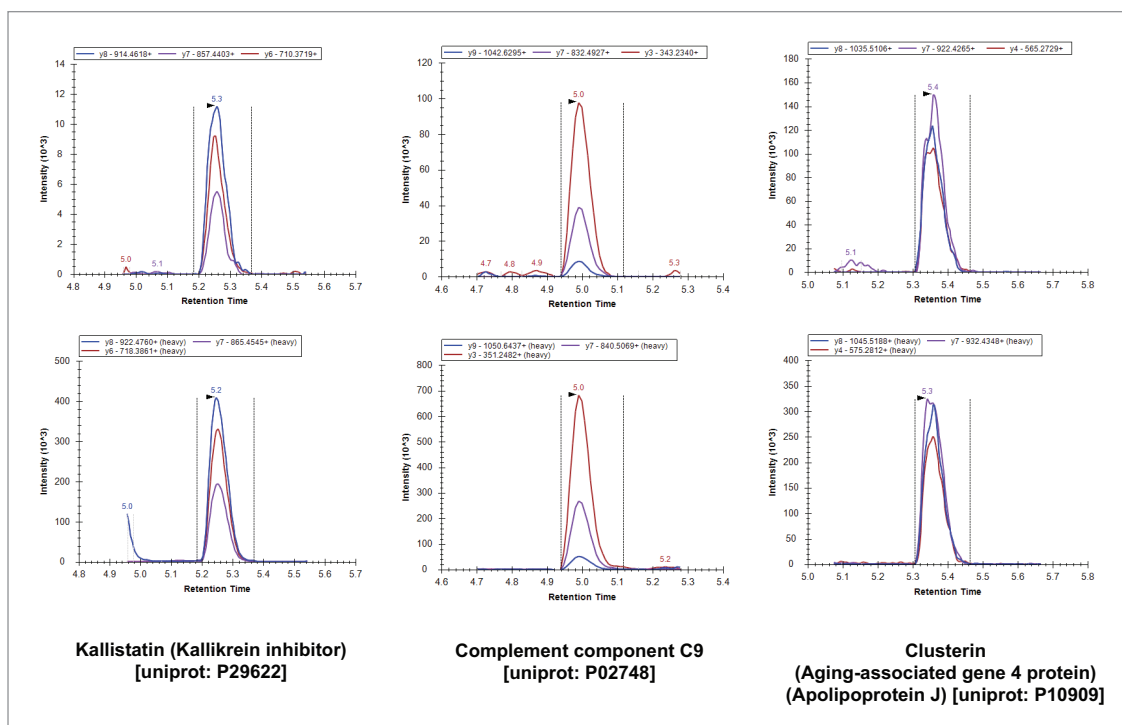 y8 - 914.4618+ y7 - 857.4403+ y6 - 710.3719+
14
12
10
8
6
4
2
0
Intensity (10^3)
5.0
5.1
5.3
4.8 4.9 5.0 5.1 5.2 5.3 5.4 5.5 5.6 5.7
Retention Time
y9 - 1042.6295+ y7 - 832.4927+ y3 - 343.2340+
120
100
80
60
40
20
0
Intensity (10^3)
4.7
4.8
4.9
5.0
5.3
4.6 4.7 4.8 4.9 5.0 5.1 5.2 5.3 5.4
Retention Time
y8 - 1035.5106+ y7 - 922.4265+ y4 - 565.2729+
180
160
140
120
100
80
60
40
20
0
Intensity (10^3)
5.1
5.4
5.0 5.1 5.2 5.3 5.4 5.5 5.6 5.7 5.8
Retention Time
y8 - 922.4760+ (heavy) y7 - 865.4545+ (heavy)
y6 - 718.3861+ (heavy)
500
400
300
200
100
0
Intensity (10^3)
5.0
5.2
4.8 4.9 5.0 5.1 5.2 5.3 5.4 5.5 5.6 5.7
Retention Time
y9 - 1050.6437+ (heavy) y7 - 840.5069+ (heavy)
y3 - 351.2482+ (heavy)
800
700
600
500
400
300
200
100
0
Intensity (10^3)
5.0
5.2
4.6 4.7 4.8 4.9 5.0 5.1 5.2 5.3 5.4
Retention Time
y8 - 1045.5188+ (heavy) y7 - 932.4348+ (heavy)
y4 - 575.2812+ (heavy)
400
350
300
250
200
150
100
50
0
Intensity (10^3)
5.3
5.0 5.1 5.2 5.3 5.4 5.5 5.6 5.7 5.8
Retention Time
Kallistatin (Kallikrein inhibitor)
[uniprot: P29622]
Complement component C9
[uniprot: P02748]
Clusterin
(Aging-associated gene 4 protein)
(Apolipoprotein J) [uniprot: P10909]